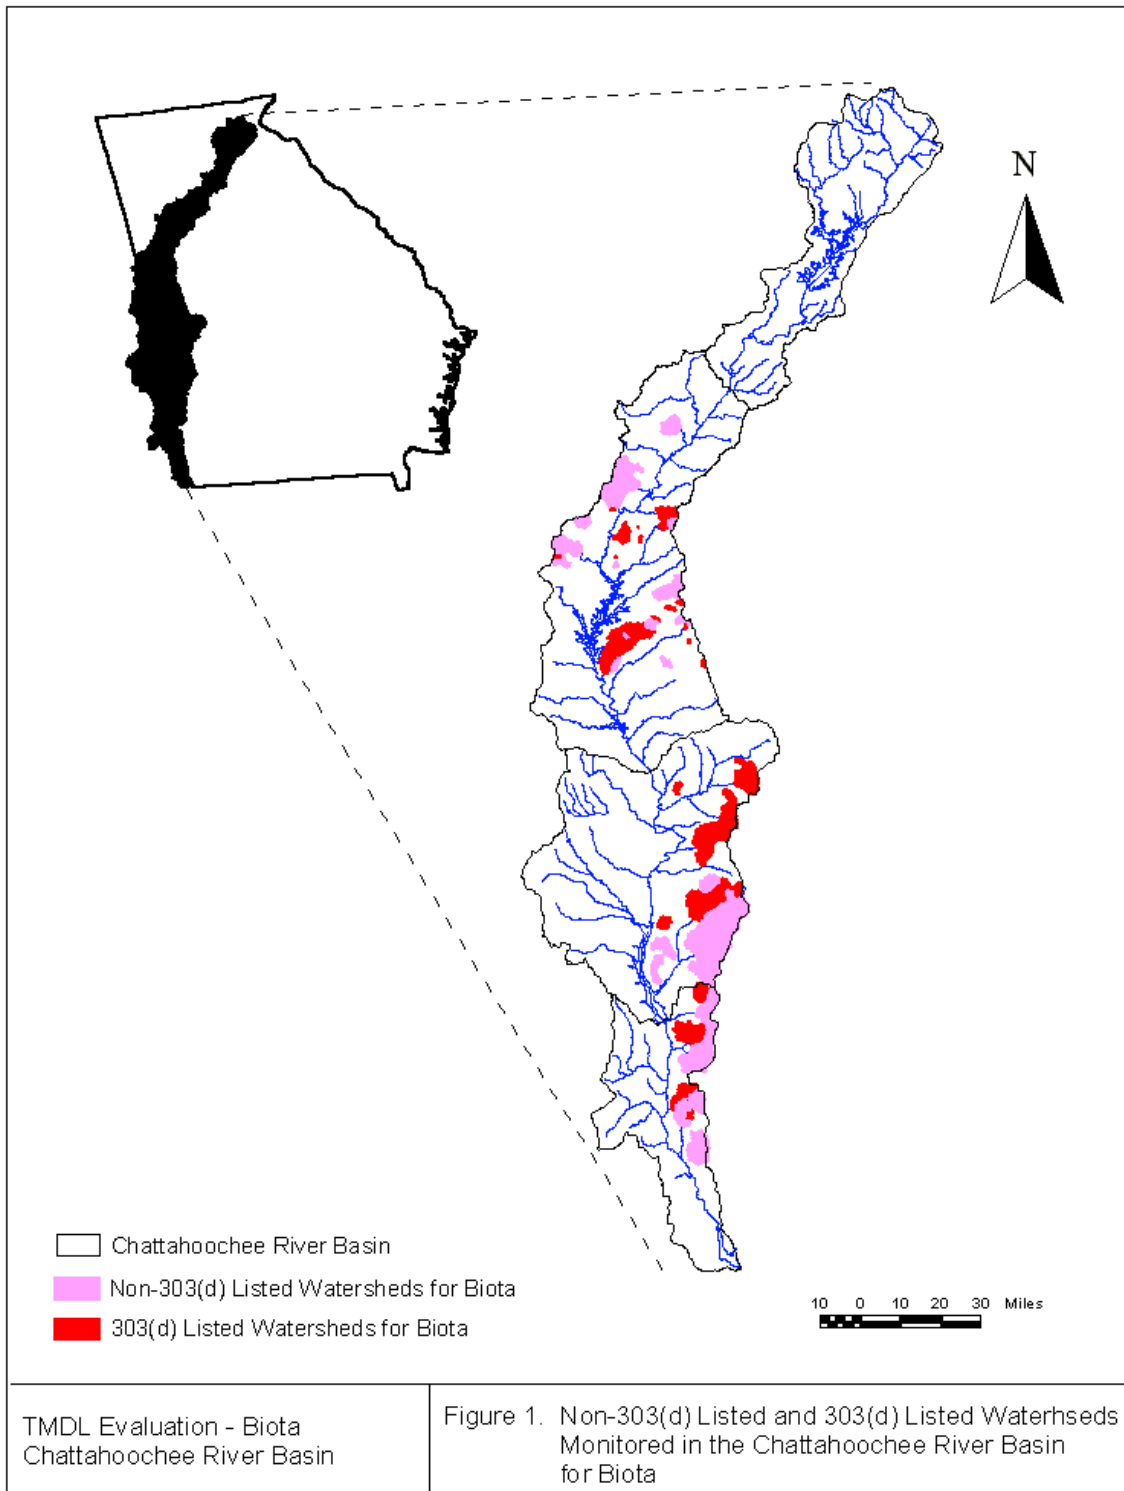 N
Chattahoochee River Basin
Non-303(d) Listed Watersheds for Biota
303(d) Listed Watersheds for Biota
10 0 10 20 30 Miles
TMDL Evaluation - Biota
Chattahoochee River Basin
Figure 1. Non-303(d) Listed and 303(d) Listed Waterhseds
Monitored in the Chattahoochee River Basin
for Biota